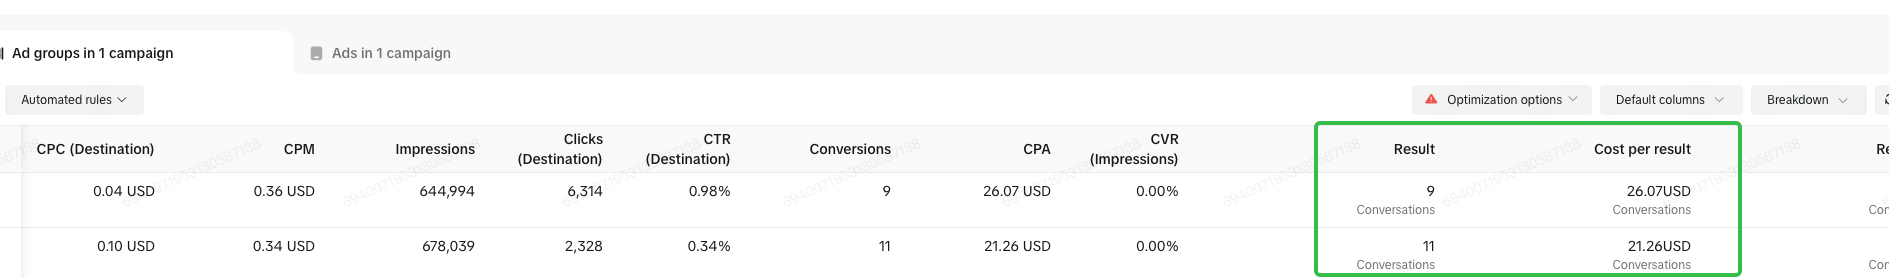 Ad groups in 1 campaign
Ads in 1 campaign
Automated rules
Optimization options
Default columns
Breakdown
CPC (Destination)
CPM
Impressions
Clicks
(Destination)
CTR
(Destination)
Conversions
CPA
CVR
(Impressions)
Result
Cost per result
0.04 USD
0.36 USD
644,994
6,314
0.98%
9
26.07 USD
0.00%
9
Conversations
26.07USD
Conversations
0.10 USD
0.34 USD
678,039
2,328
0.34%
11
21.26 USD
0.00%
11
Conversations
21.26USD
Conversations
6940071953130587138